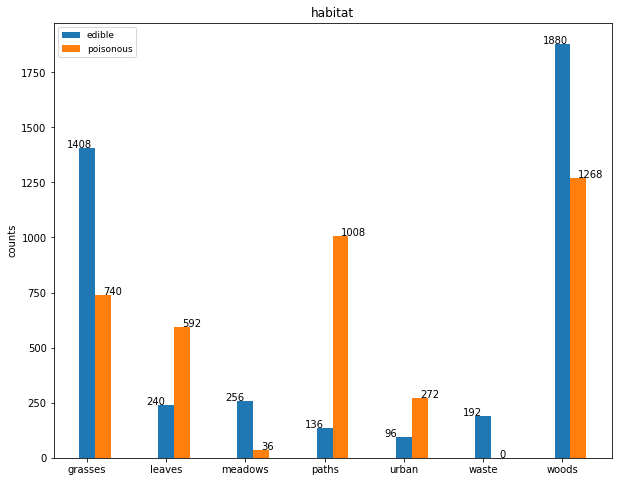 habitat
edible
poisonous
counts
1750
1500
1250
1000
750
500
250
0
1408
740
240
592
256
36
136
1008
96
272
192
0
1880
1268
grasses
leaves
meadows
paths
urban
waste
woods